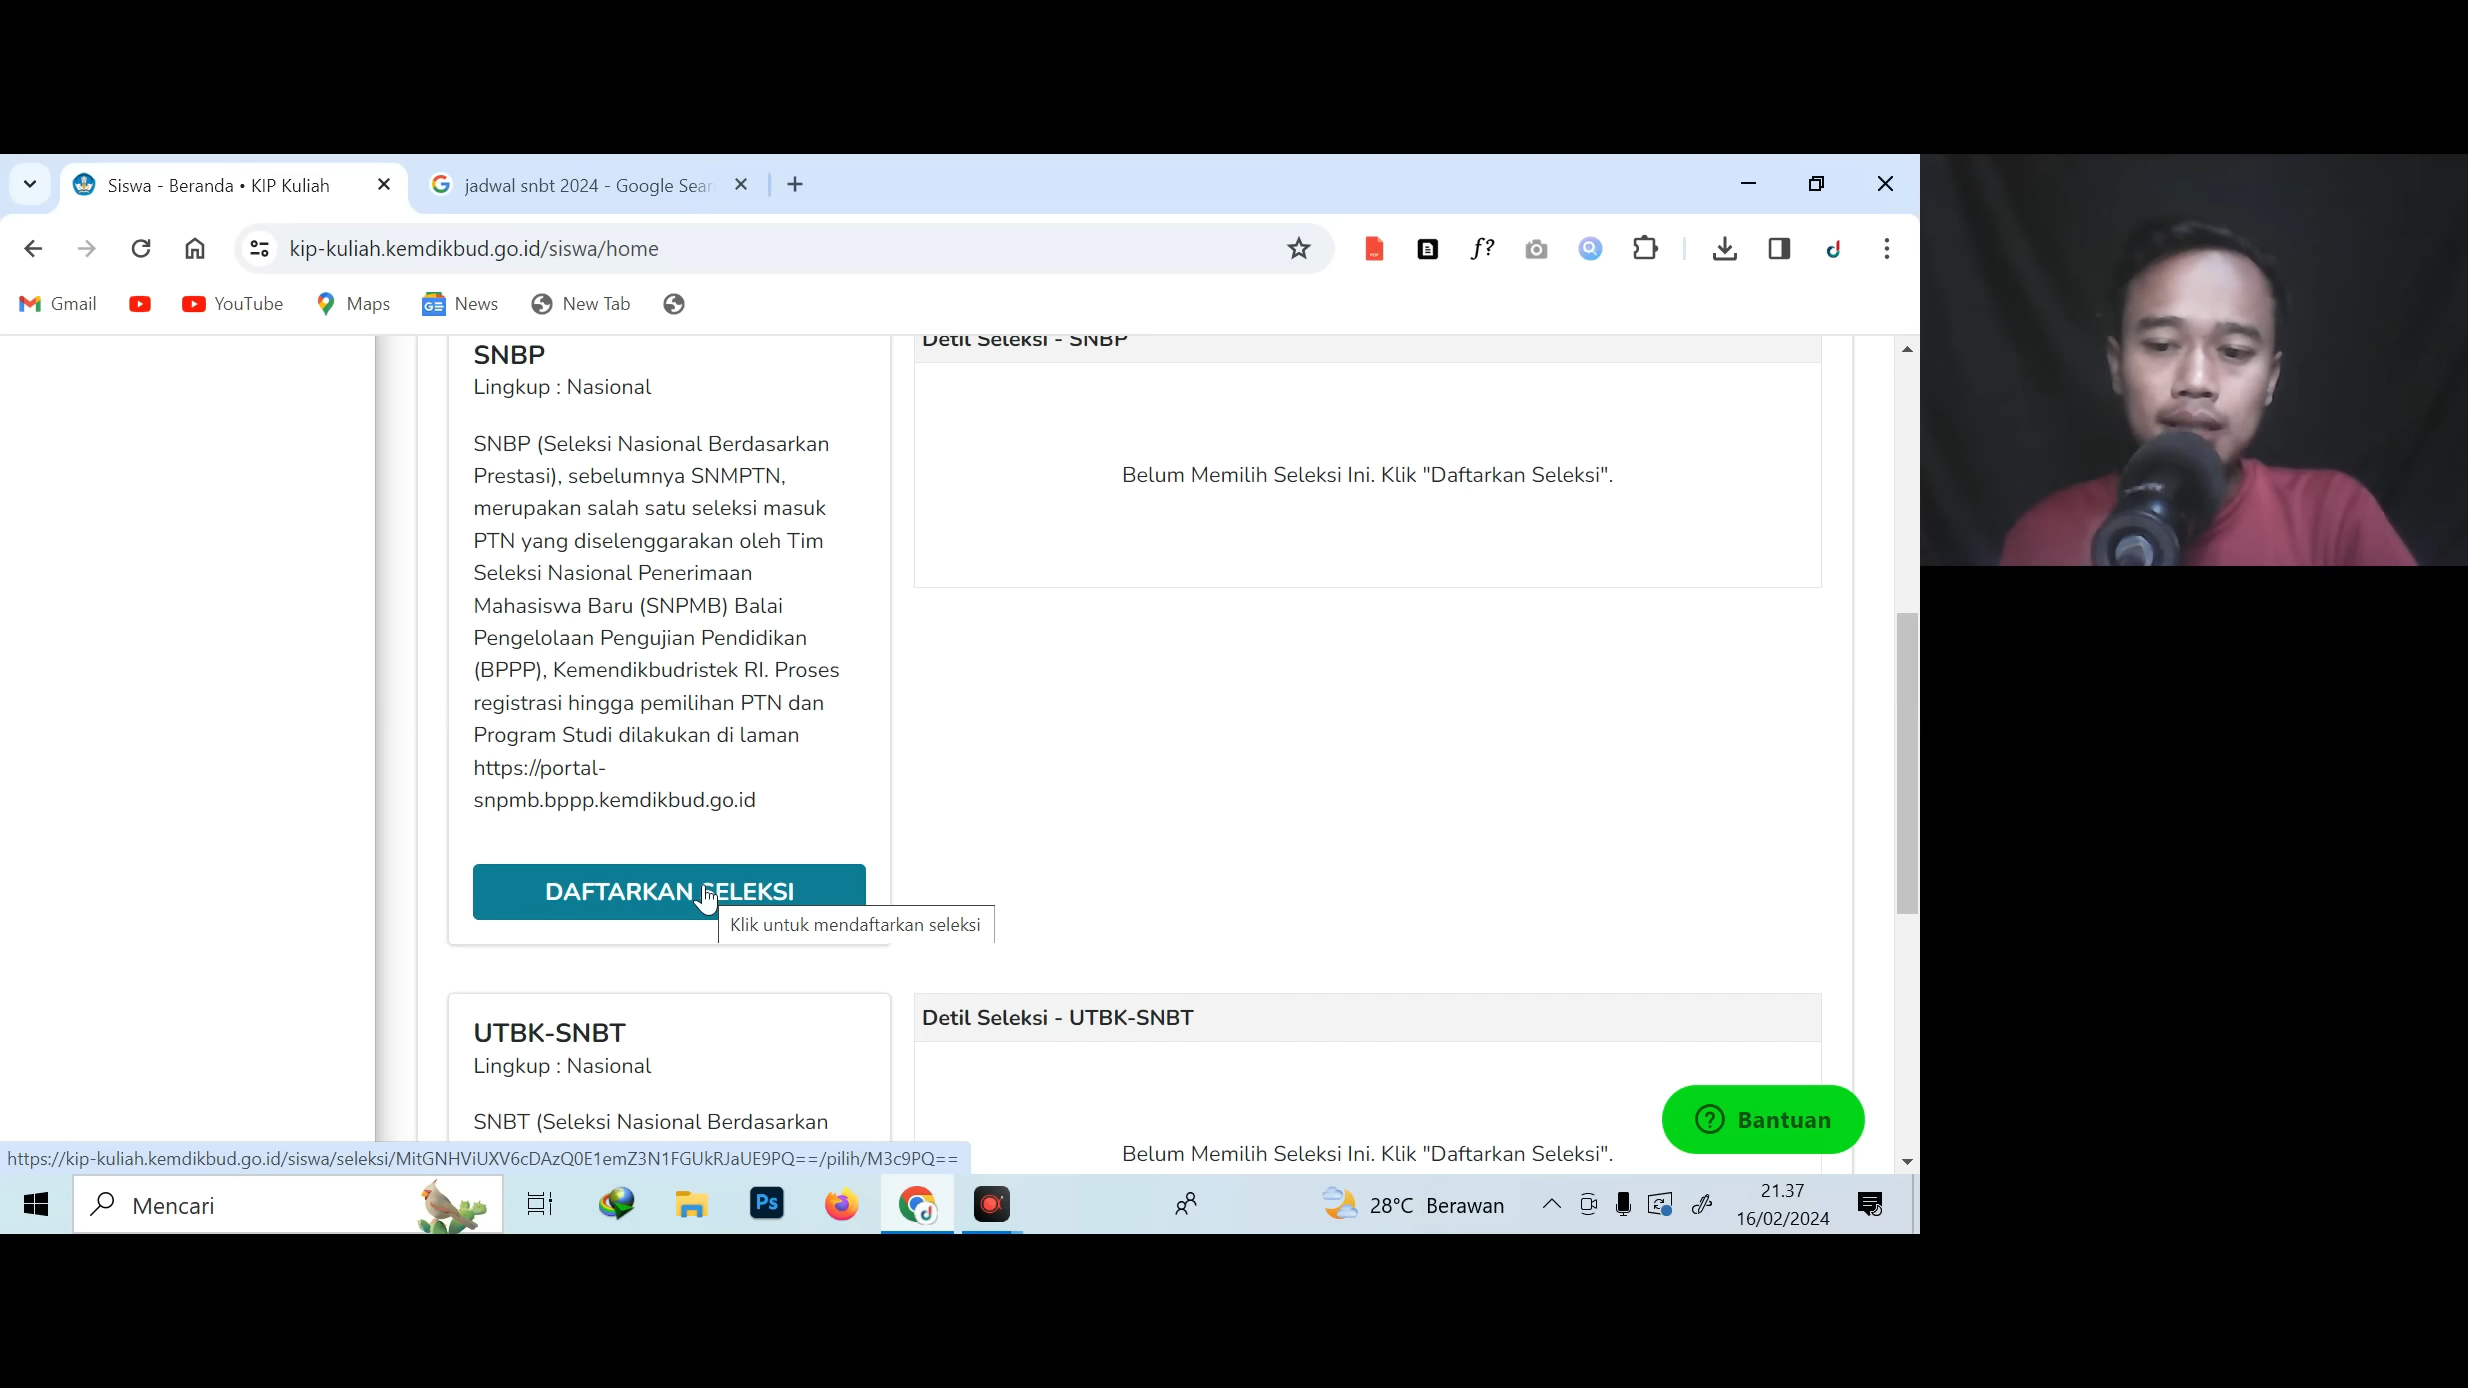 Siswa - Beranda • KIP Kuliah
jadwal snbt 2024 - Google Sear
kip-kuliah.kemdikbud.go.id/siswa/home
Gmail
YouTube
Maps
News
New Tab
SNBP
Lingkup : Nasional
SNBP (Seleksi Nasional Berdasarkan
Prestasi), sebelumnya SNMPTN,
merupakan salah satu seleksi masuk
PTN yang diselenggarakan oleh Tim
Seleksi Nasional Penerimaan
Mahasiswa Baru (SNPMB) Balai
Pengelolaan Pengujian Pendidikan
(BPPP), Kemendikbudristek RI. Proses
registrasi hingga pemilihan PTN dan
Program Studi dilakukan di laman
https://portal-
snpmb.bppp.kemdikbud.go.id
DAFTARKAN SELEKSI
Klik untuk mendaftarkan seleksi
Detil Seleksi - SNBP
Belum Memilih Seleksi Ini. Klik "Daftarkan Seleksi".
UTBK-SNBT
Lingkup : Nasional
SNBT (Seleksi Nasional Berdasarkan
Detil Seleksi - UTBK-SNBT
Belum Memilih Seleksi Ini. Klik "Daftarkan Seleksi".
Bantuan
https://kip-kuliah.kemdikbud.go.id/siswa/seleksi/MitGNHViUXV6cDAzQ0E1emZ3N1FGUkRJaUE9PQ==/pilih/M3c9PQ==
Mencari
Ps
28°C Berawan
21.37
16/02/2024